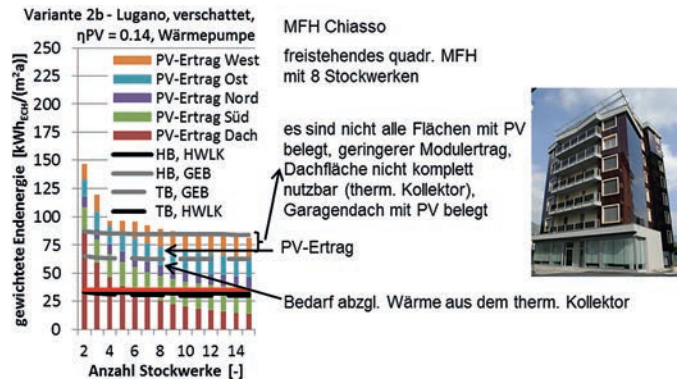 Variante 2b - Lugano, verschattet,
ηPV = 0.14, Wärmepumpe
gewichtete Endenergie [kWhECH/(m²a)]
250
225
200
175
150
125
100
75
50
25
0
PV-Ertrag West
PV-Ertrag Ost
PV-Ertrag Nord
PV-Ertrag Süd
PV-Ertrag Dach
HB, HWLK
HB, GEB
TB, GEB
TB, HWLK
2 4 6 8 10 12 14
Anzahl Stockwerke [-]
MFH Chiasso
freistehendes quadr. MFH
mit 8 Stockwerken
es sind nicht alle Flächen mit PV
belegt, geringerer Modulertrag,
Dachfläche nicht komplett
nutzbar (therm. Kollektor),
Garagendach mit PV belegt
PV-Ertrag
Bedarf abzgl. Wärme aus dem therm. Kollektor